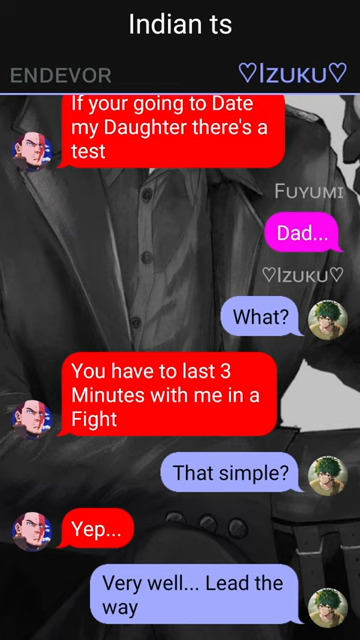 Indian ts
ENDEVOR
♡Izuku♡
If your going to Date
my Daughter there's a
test
Fuyumi
Dad...
♡Izuku♡
What?
You have to last 3
Minutes with me in a
Fight
That simple?
Yep...
Very well... Lead the
way